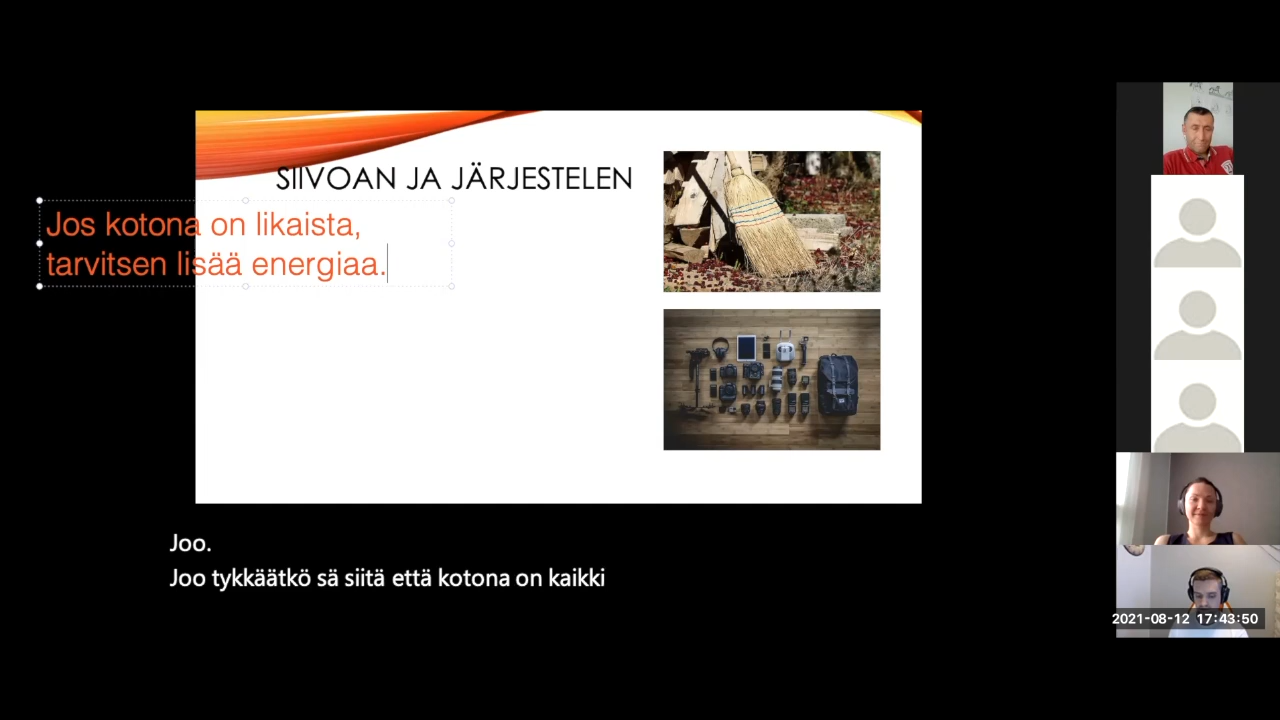 SIIVOAN JA JÄRJESTELEN
Jos kotona on likaista,
tarvitsen lisää energiaa.
Joo.
Joo tykkäätkö sä siitä että kotona on kaikki
2021-08-12 17:43:50